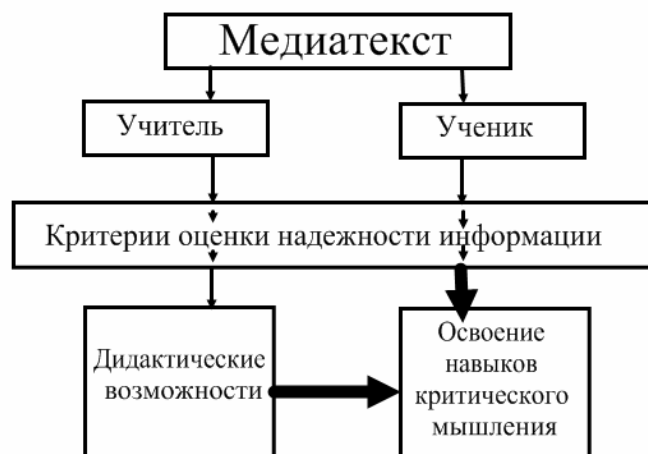 Медиатекст
Учитель
Ученик
Критерии оценки надежности информации
Дидактические
возможности
Освоение
навыков
критического
мышления